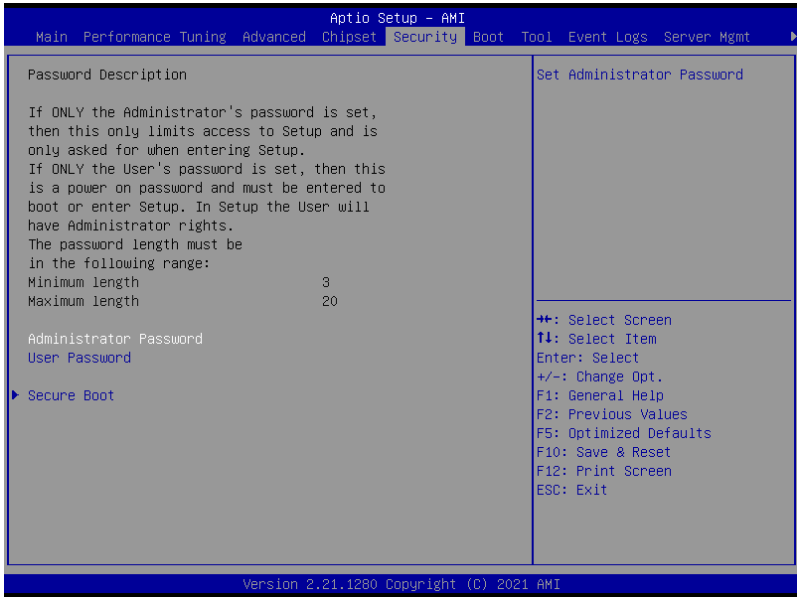 Aptio Setup – AMI
Main Performance Tuning Advanced Chipset Security Boot Tool Event Logs Server Mgmt
Password Description
If ONLY the Administrator's password is set,
then this only limits access to Setup and is
only asked for when entering Setup.
If ONLY the User's password is set, then this
is a power on password and must be entered to
boot or enter Setup. In Setup the User will
have Administrator rights.
The password length must be
in the following range:
Minimum length 3
Maximum length 20
Administrator Password
User Password
Secure Boot
Set Administrator Password
→←: Select Screen
↑↓: Select Item
Enter: Select
+/-: Change Opt.
F1: General Help
F2: Previous Values
F5: Optimized Defaults
F10: Save & Reset
F12: Print Screen
ESC: Exit
Version 2.21.1280 Copyright (C) 2021 AMI